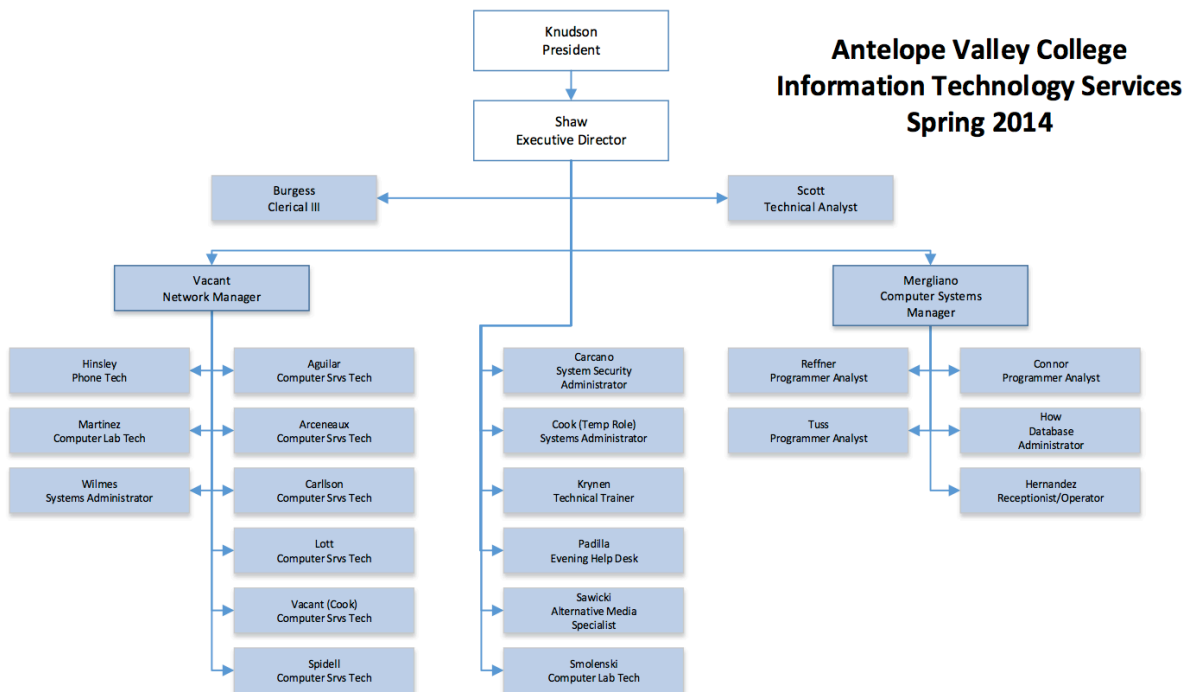 Knudson
President
Antelope Valley College
Information Technology Services
Spring 2014
Shaw
Executive Director
Burgess
Clerical III
Scott
Technical Analyst
Vacant
Network Manager
Mergliano
Computer Systems
Manager
Hinsley
Phone Tech
Aguilar
Computer Srvs Tech
Carcano
System Security
Administrator
Reffner
Programmer Analyst
Connor
Programmer Analyst
Martinez
Computer Lab Tech
Arceneaux
Computer Srvs Tech
Cook (Temp Role)
Systems Administrator
Tuss
Programmer Analyst
How
Database
Administrator
Wilmes
Systems Administrator
Carllson
Computer Srvs Tech
Krynen
Technical Trainer
Hernandez
Receptionist/Operator
Lott
Computer Srvs Tech
Padilla
Evening Help Desk
Vacant (Cook)
Computer Srvs Tech
Sawicki
Alternative Media
Specialist
Spidell
Computer Srvs Tech
Smolenski
Computer Lab Tech